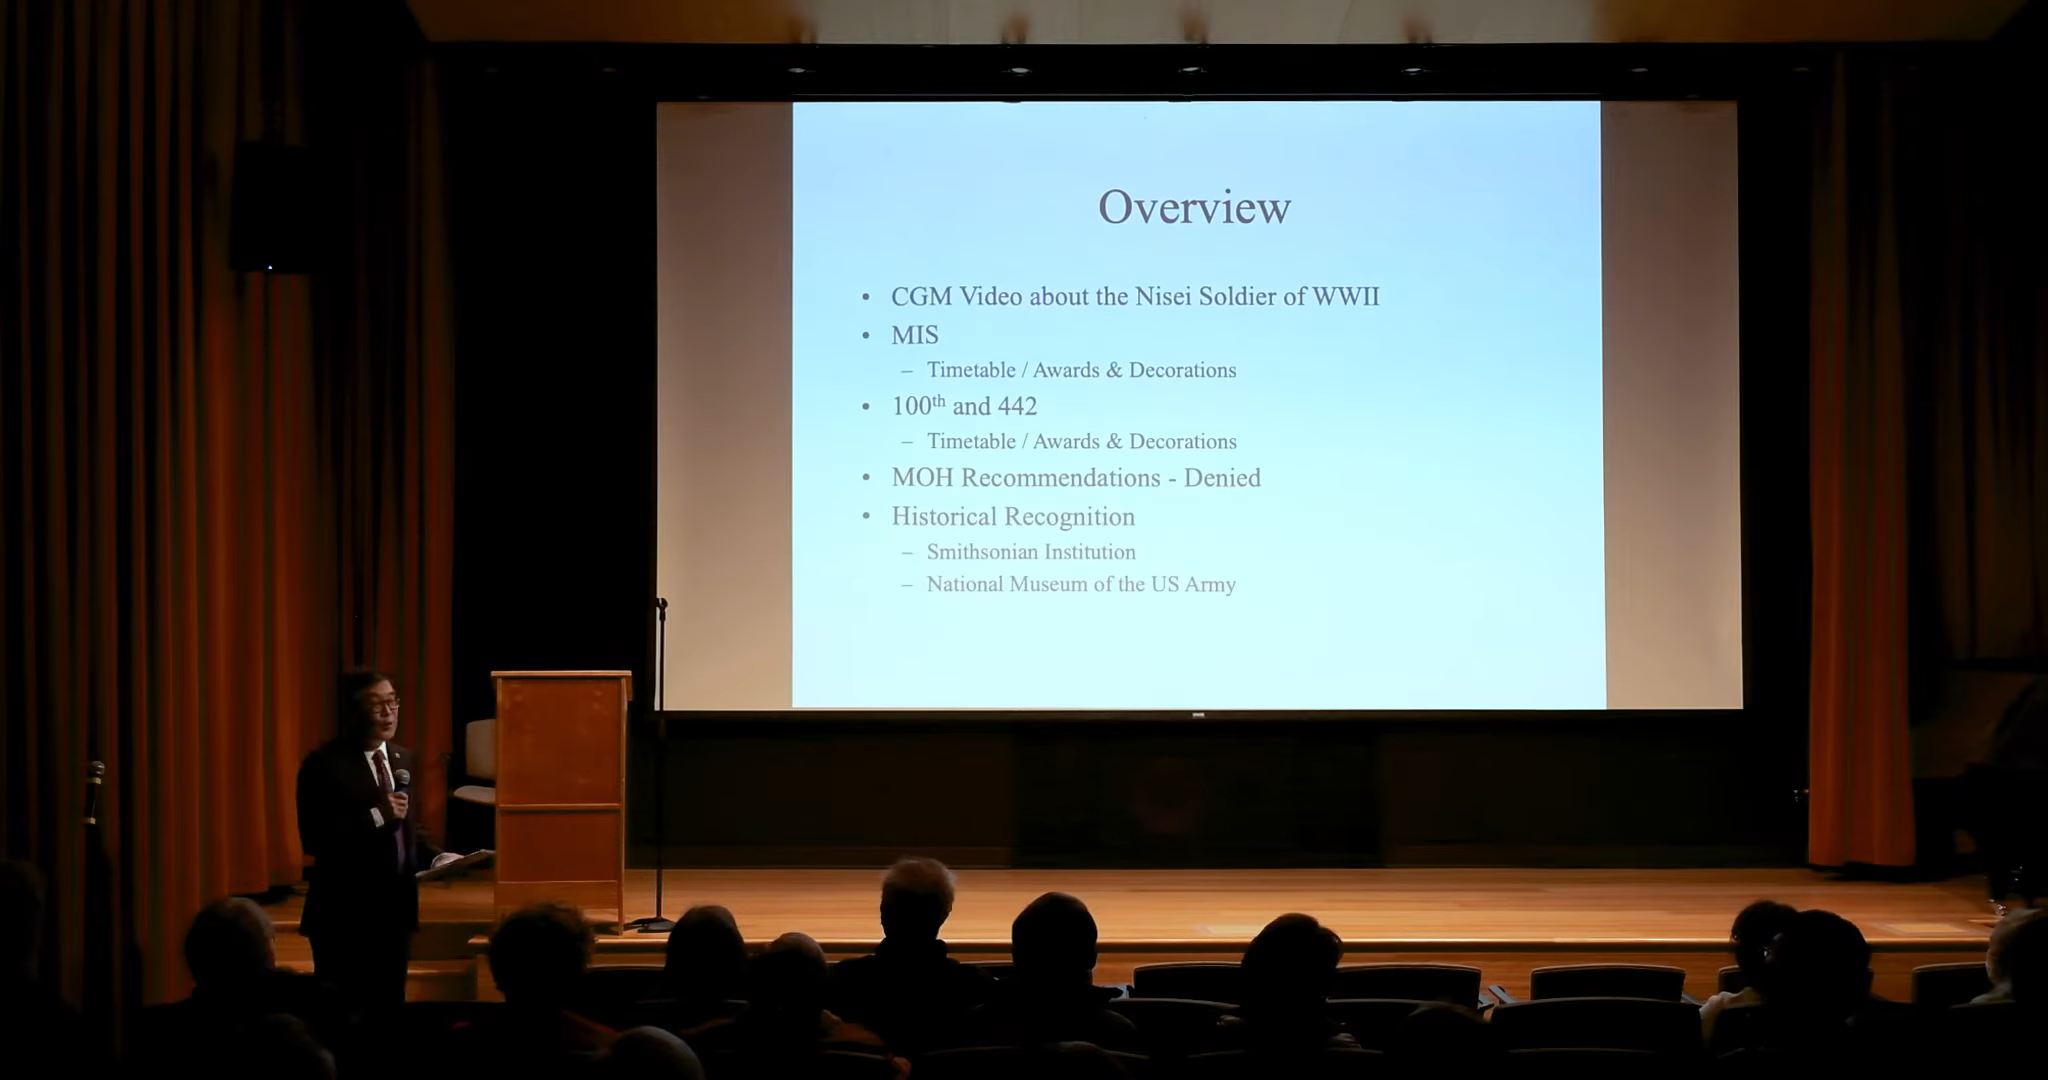 Overview
• CGM Video about the Nisei Soldier of WWII
• MIS
– Timetable / Awards & Decorations
• 100th and 442
– Timetable / Awards & Decorations
• MOH Recommendations - Denied
• Historical Recognition
– Smithsonian Institution
– National Museum of the US Army